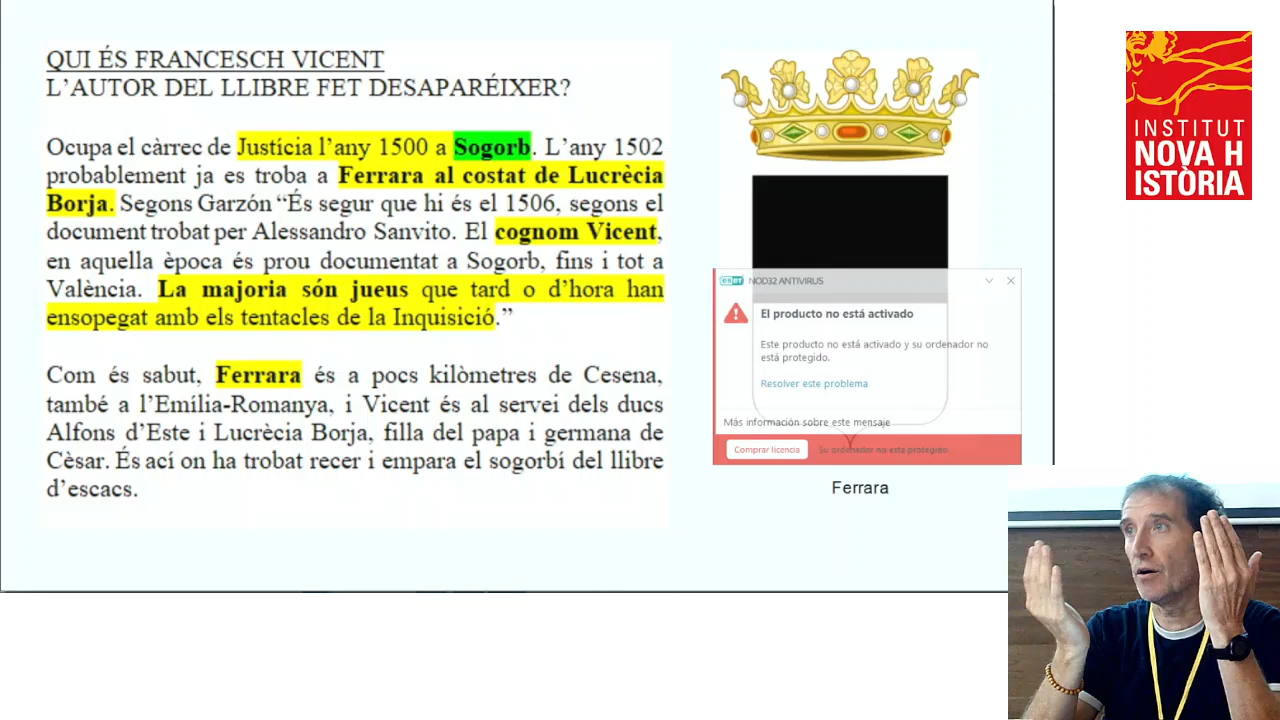 QUI ÉS FRANCESCH VICENT
L’AUTOR DEL LLIBRE FET DESAPARÉIXER?
Ocupa el càrrec de Justícia l’any 1500 a Sogorb. L’any 1502
probablement ja es troba a Ferrara al costat de Lucrècia
Borja. Segons Garzón “És segur que hi és el 1506, segons el
document trobat per Alessandro Sanvito. El cognom Vicent,
en aquella època és prou documentat a Sogorb, fins i tot a
València. La majoria són jueus que tard o d’hora han
ensopegat amb els tentacles de la Inquisició.”
Com és sabut, Ferrara és a pocs kilòmetres de Cesena,
també a l’Emília-Romanya, i Vicent és al servei dels ducs
Alfons d’Este i Lucrècia Borja, filla del papa i germana de
Cèsar. És ací on ha trobat recer i empara el sogorbí del llibre
d’escacs.
eseT NOD32 ANTIVIRUS
El producto no está activado
Este producto no está activado y su ordenador no
está protegido.
Resolver este problema
Más información sobre este mensaje
Comprar licencia
Su ordenador no está protegido.
Ferrara
INSTITUT
NOVA H
ISTÒRIA